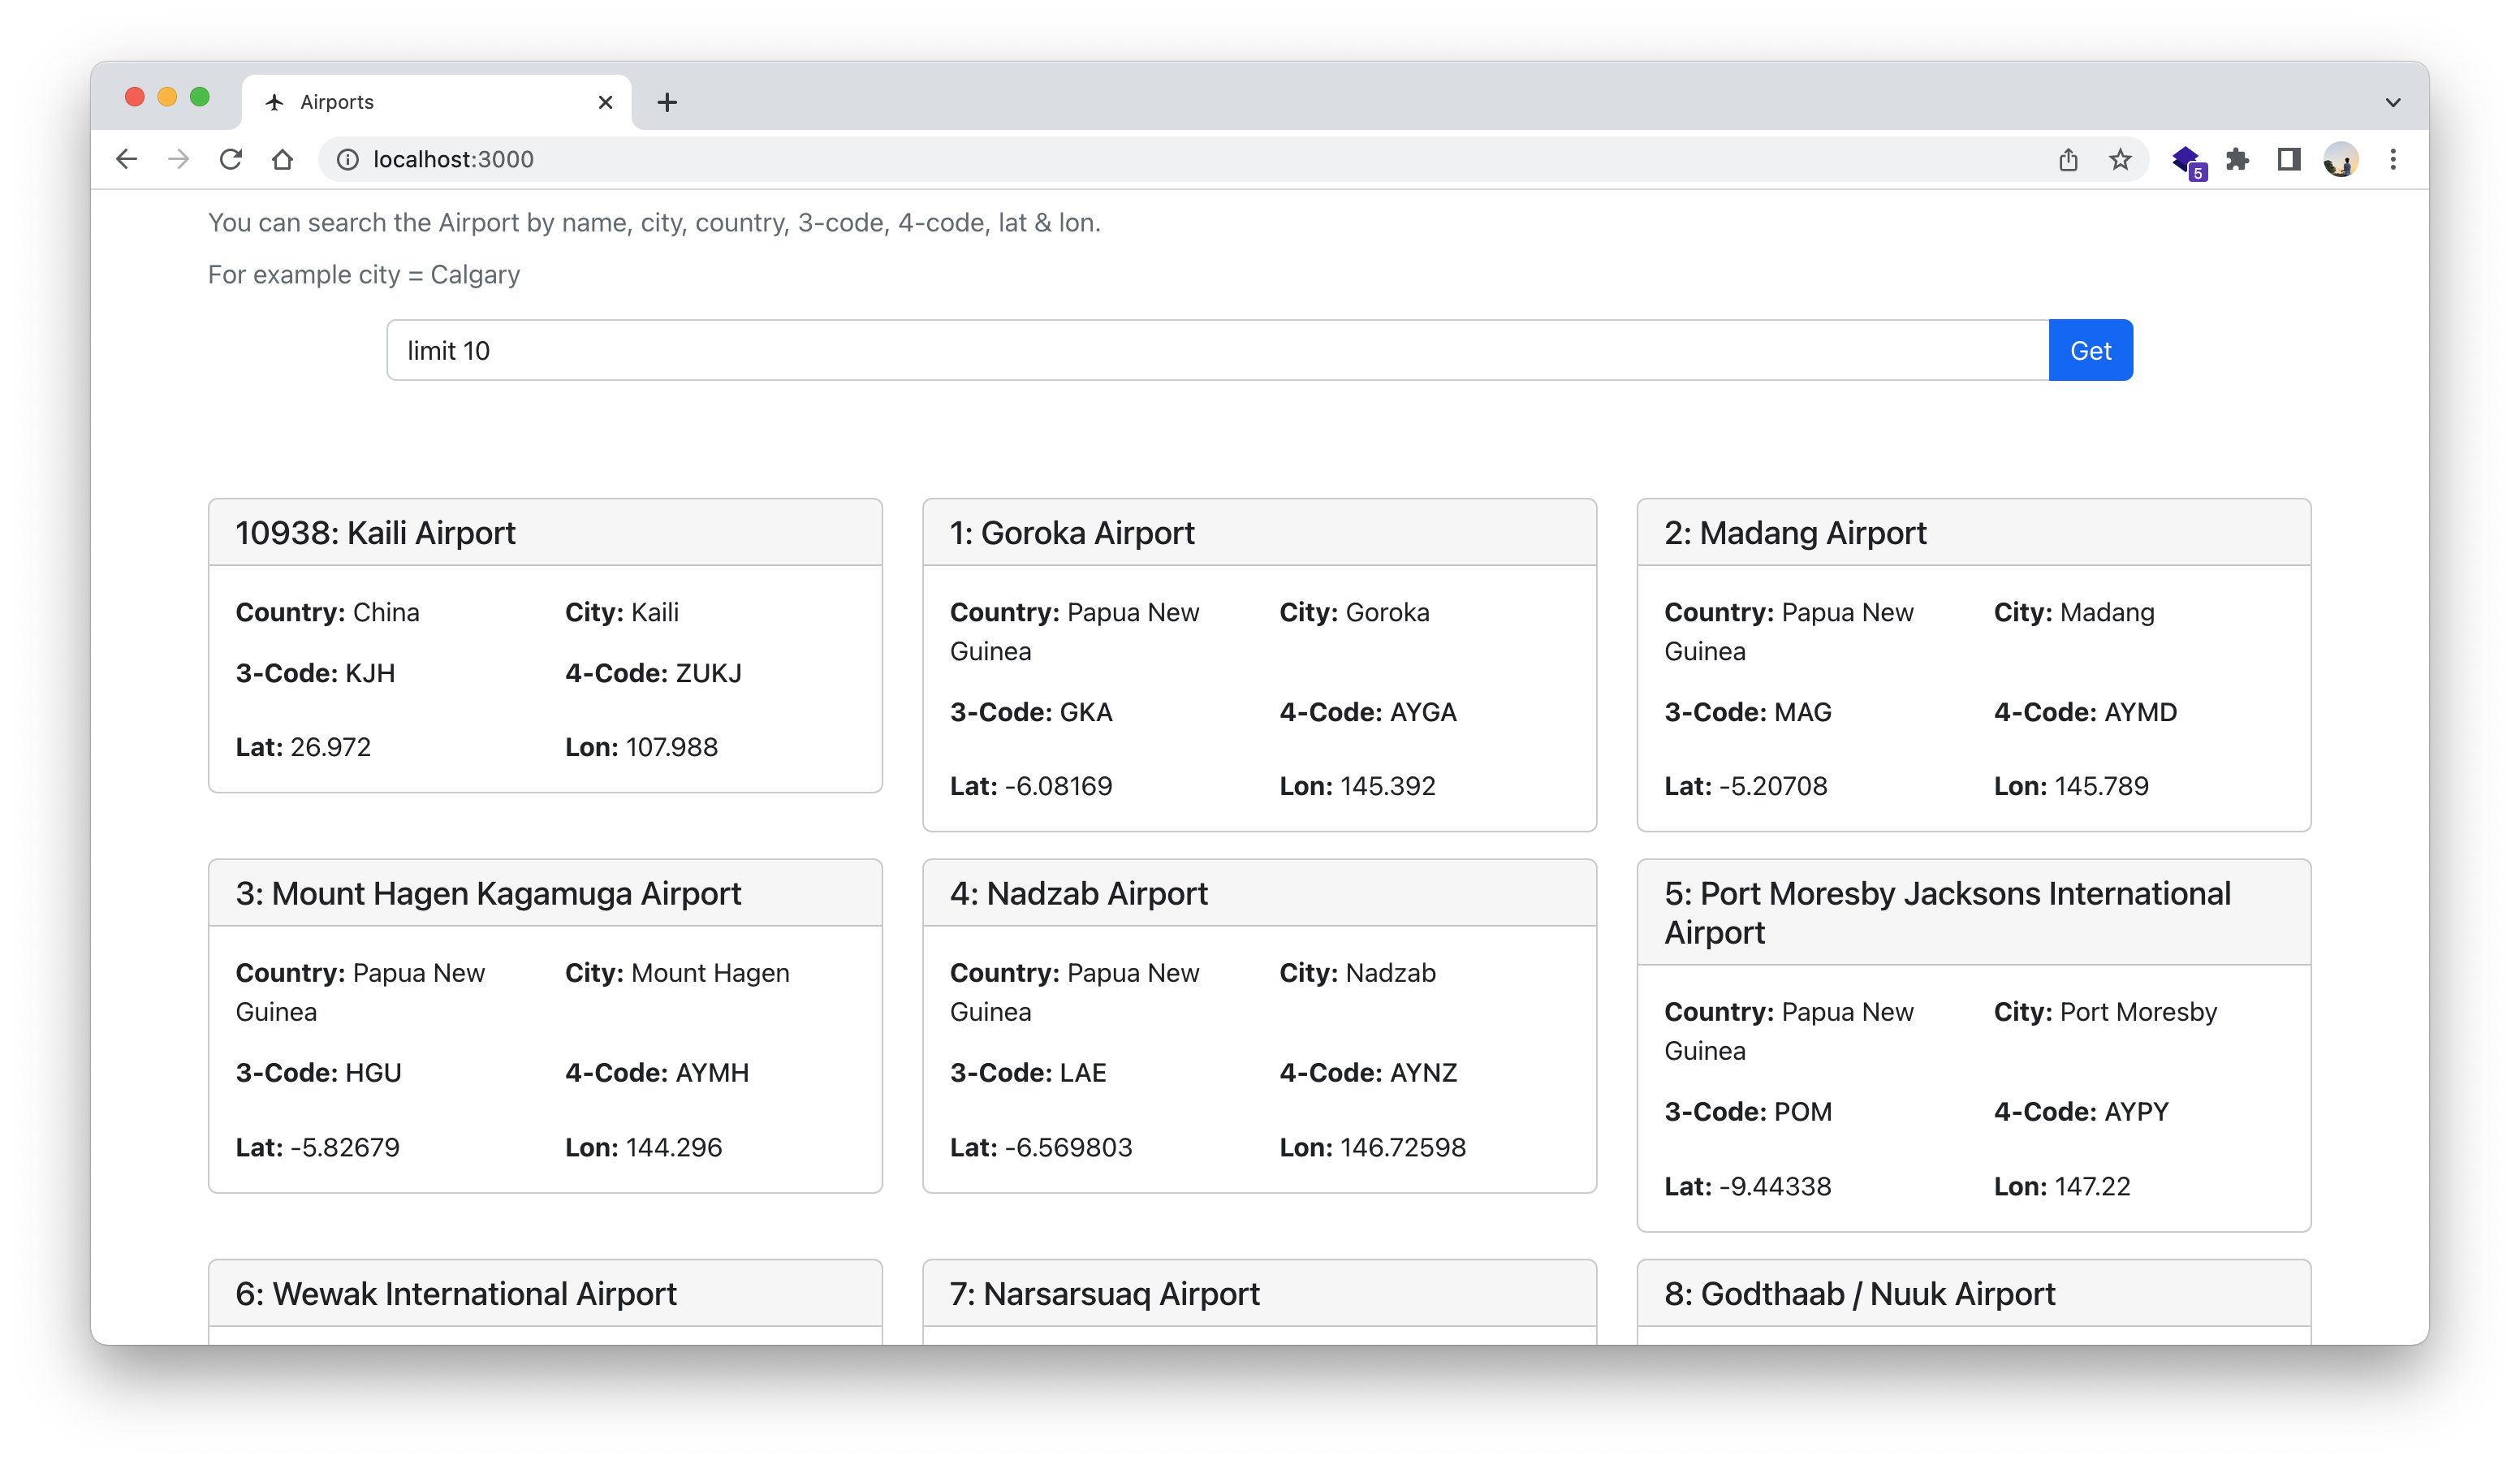 Airports
localhost:3000
5
You can search the Airport by name, city, country, 3-code, 4-code, lat & lon.
For example city = Calgary
limit 10
Get
10938: Kaili Airport
Country: China
City: Kaili
3-Code: KJH
4-Code: ZUKJ
Lat: 26.972
Lon: 107.988
1: Goroka Airport
Country: Papua New
Guinea
City: Goroka
3-Code: GKA
4-Code: AYGA
Lat: -6.08169
Lon: 145.392
2: Madang Airport
Country: Papua New
Guinea
City: Madang
3-Code: MAG
4-Code: AYMD
Lat: -5.20708
Lon: 145.789
3: Mount Hagen Kagamuga Airport
Country: Papua New
Guinea
City: Mount Hagen
3-Code: HGU
4-Code: AYMH
Lat: -5.82679
Lon: 144.296
4: Nadzab Airport
Country: Papua New
Guinea
City: Nadzab
3-Code: LAE
4-Code: AYNZ
Lat: -6.569803
Lon: 146.72598
5: Port Moresby Jacksons International
Airport
Country: Papua New
Guinea
City: Port Moresby
3-Code: POM
4-Code: AYPY
Lat: -9.44338
Lon: 147.22
6: Wewak International Airport
7: Narsarsuaq Airport
8: Godthaab / Nuuk Airport